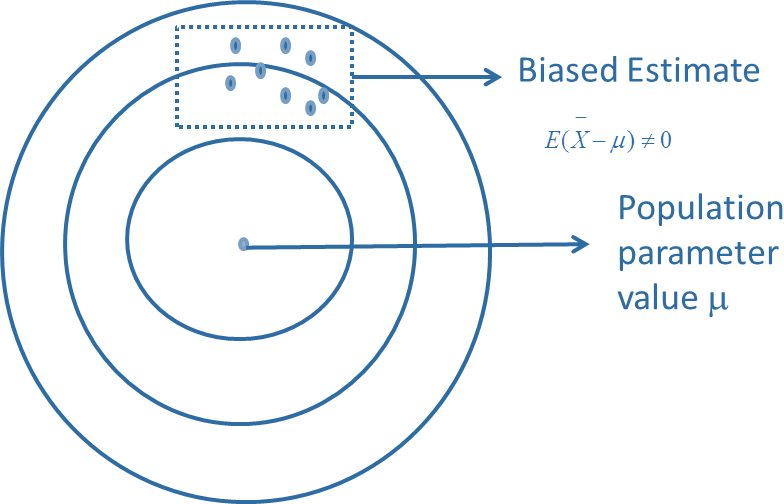 Biased Estimate
E(X̄ − μ) ≠ 0
Population
parameter
value μ